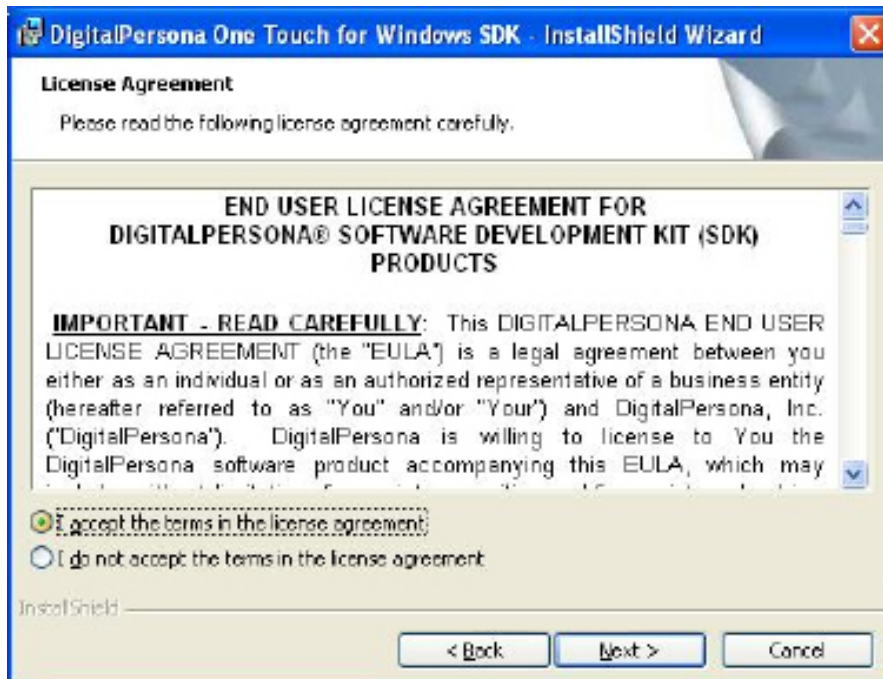 DigitalPersona One Touch for Windows SDK - InstallShield Wizard
License Agreement
Please read the following license agreement carefully.
END USER LICENSE AGREEMENT FOR
DIGITALPERSONA® SOFTWARE DEVELOPMENT KIT (SDK)
PRODUCTS
IMPORTANT - READ CAREFULLY: This DIGITALPERSONA END USER
LICENSE AGREEMENT (the "EULA") is a legal agreement between you
either as an individual or as an authorized representative of a business entity
(hereafter referred to as "You" and/or "Your") and DigitalPersona, Inc.
("DigitalPersona"). DigitalPersona is willing to license to You the
DigitalPersona software product accompanying this EULA, which may
I accept the terms in the license agreement
I do not accept the terms in the license agreement
InstallShield
< Back
Next >
Cancel